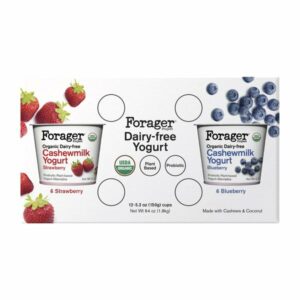 Forager
PROJECT
Dairy-free
Yogurt
USDA
ORGANIC
Plant
Based
Probiotic
12-5.3 oz (150g) cups
Net wt 64 oz (1.8kg)
Forager
Organic Dairy-free
Cashewmilk
Yogurt
Strawberry
6 Strawberry
Forager
Organic Dairy-free
Cashewmilk
Yogurt
Blueberry
6 Blueberry
Made with Cashews & Coconut